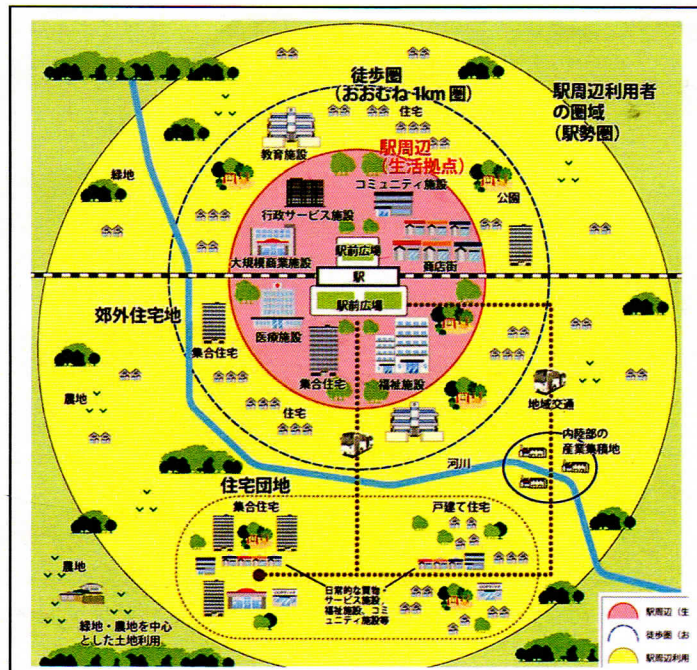 徒歩圏
（おおむね1km圏）
駅周辺利用者
の圏域
（駅勢圏）
住宅
教育施設
駅周辺
（生活拠点）
コミュニティ施設
緑地
公園
行政サービス施設
大規模商業施設
駅前広場
商店街
駅
駅前広場
郊外住宅地
医療施設
集合住宅
集合住宅
福祉施設
農地
住宅
地域交通
内陸部の
産業集積地
河川
住宅団地
集合住宅
戸建て住宅
農地
日常的な買物
サービス施設、
福祉施設、コミ
ュニティ施設等
緑地・農地を中心
とした土地利用
駅周辺（生
徒歩圏（お
駅周辺利用